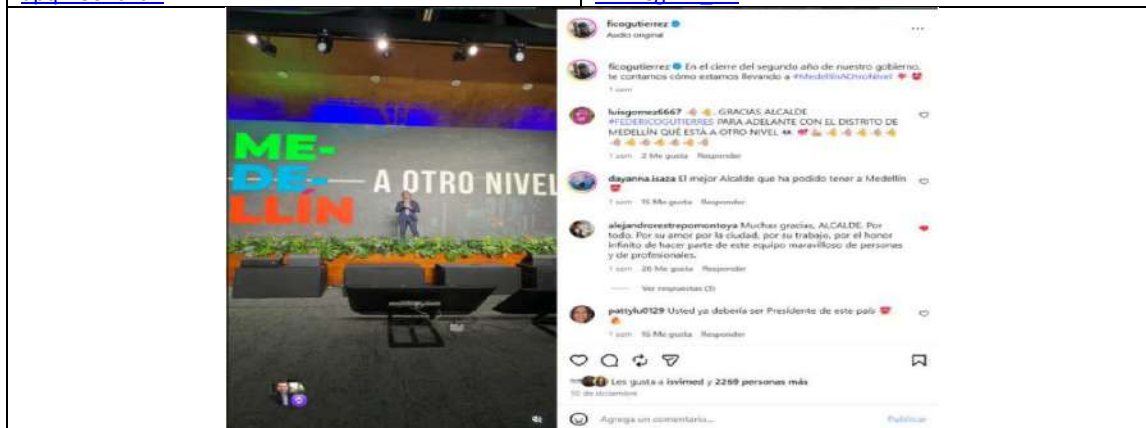 ficogutierrez
Audio original
ficogutierrez En el cierre del segundo año de nuestro gobierno,
te contamos cómo estamos llevando a #MedellínAOtroNivel
1 sem
luisgomez6667 GRACIAS ALCALDE
#FEDERICOGUTIERRES PARA ADELANTE CON EL DISTRITO DE
MEDELLÍN QUÉ ESTÁ A OTRO NIVEL
1 sem 2 Me gusta Responder
ME-
DE-
LLÍN
A OTRO NIVEL
dayanna.isaza El mejor Alcalde que ha podido tener a Medellín
1 sem 15 Me gusta Responder
alejandrorestrepomontoya Muchas gracias, ALCALDE. Por
todo. Por su amor por la ciudad, por su trabajo, por el honor
infinito de hacer parte de este equipo maravilloso de personas
y de profesionales.
1 sem 26 Me gusta Responder
Ver respuestas (3)
pattylu0129 Usted ya debería ser Presidente de este país
1 sem 16 Me gusta Responder
Les gusta a isvimed y 2269 personas más
de diciembre
Agrega un comentario...
Publicar